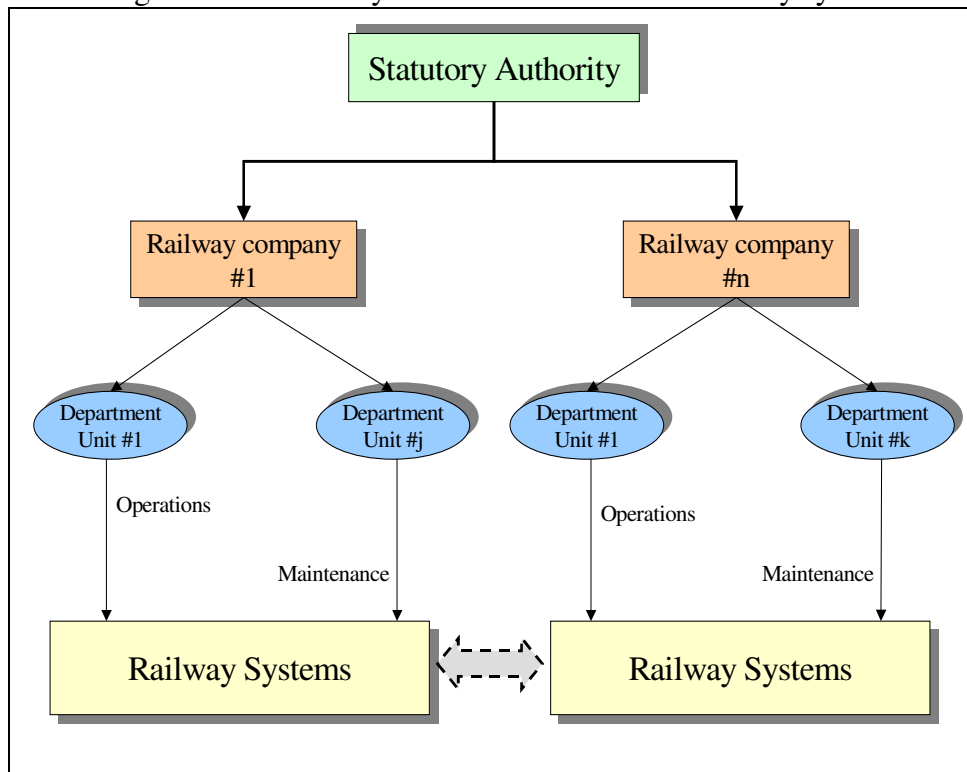 Statutory Authority
Railway company
#1
Railway company
#n
Department
Unit #1
Department
Unit #j
Department
Unit #1
Department
Unit #k
Operations
Operations
Maintenance
Maintenance
Railway Systems
Railway Systems